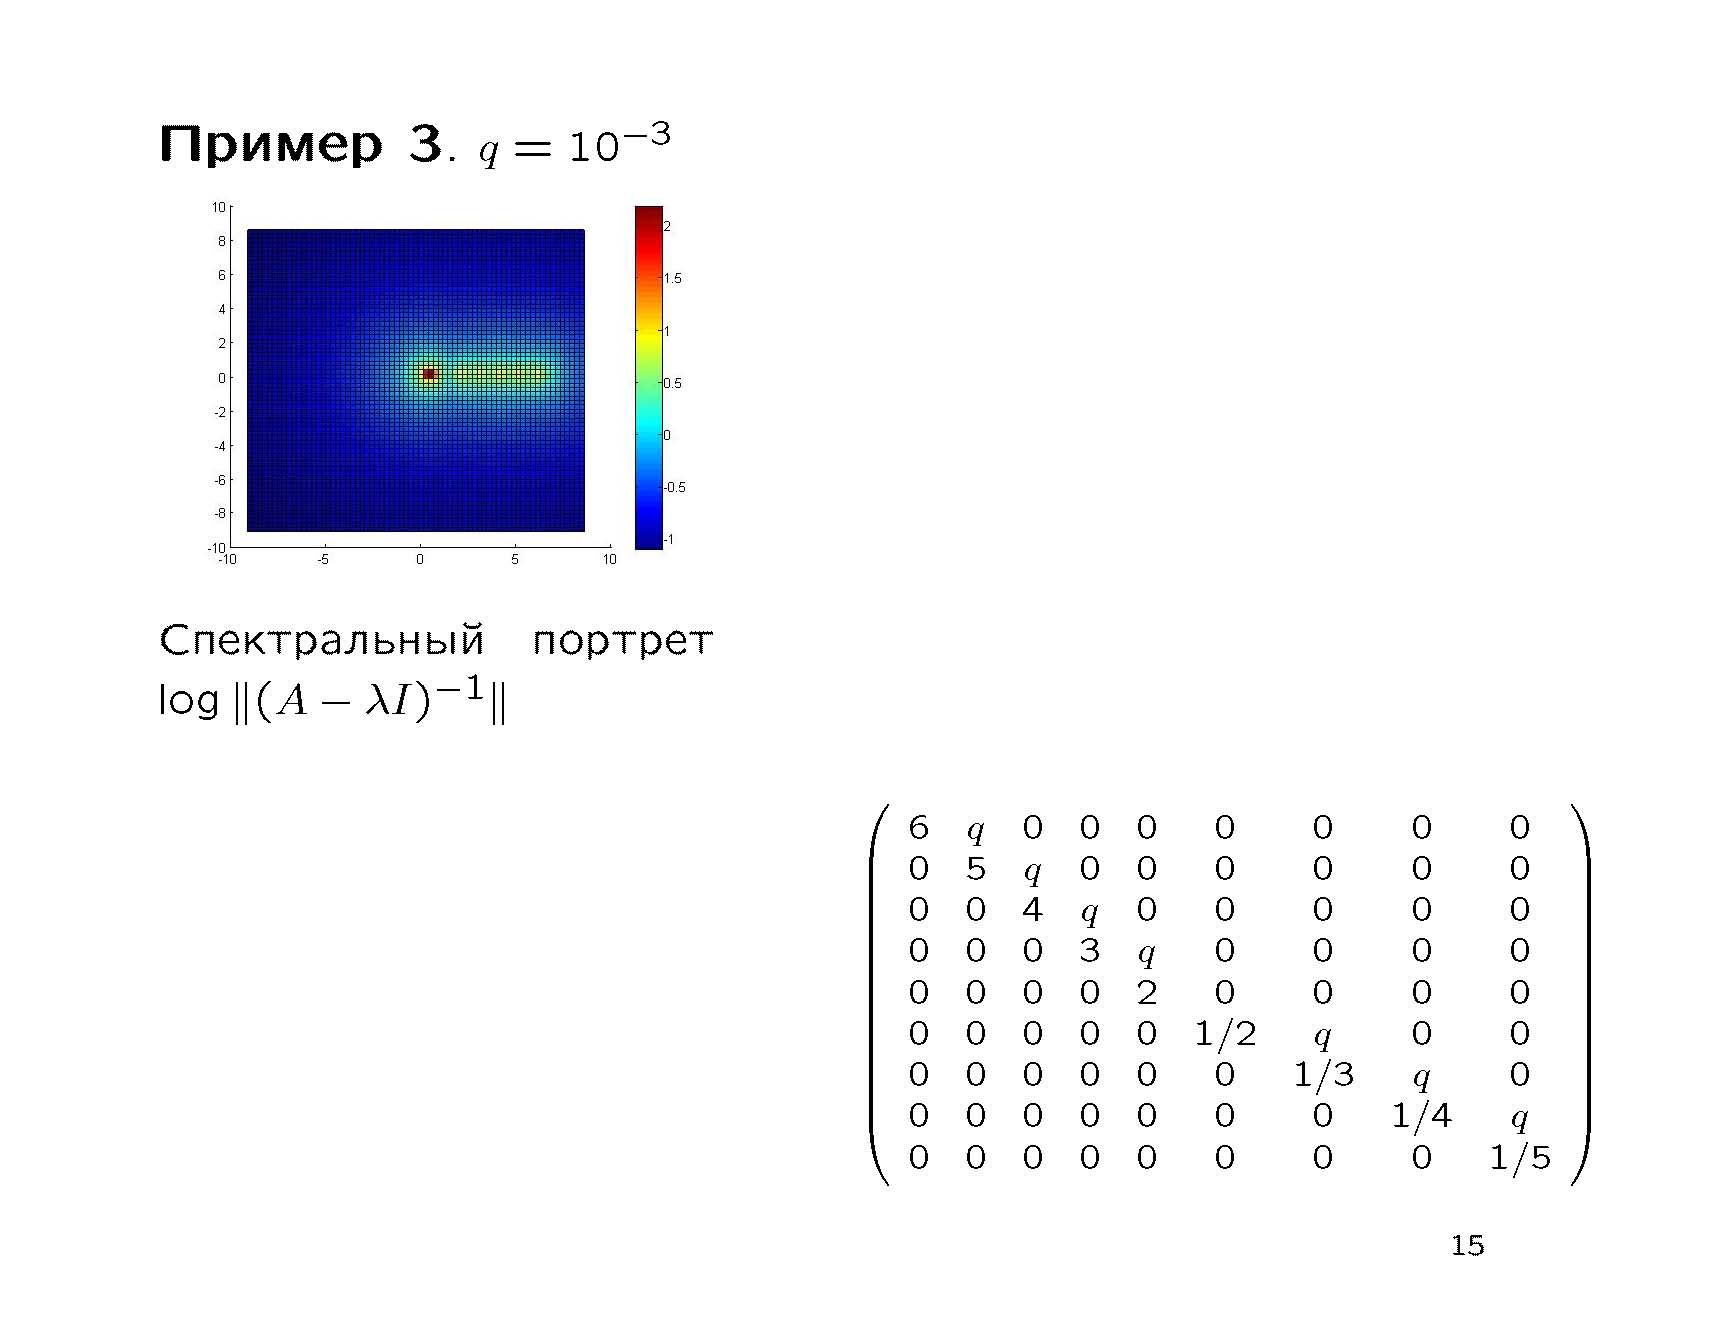 Пример 3. q = 10⁻³
10
8
6
4
2
0
-2
-4
-6
-8
-10
-10 -5 0 5 10
2
1.5
1
0.5
0
-0.5
-1
Спектральный портрет
log ‖(A − λI)⁻¹‖
6 q 0 0 0 0 0 0 0
0 5 q 0 0 0 0 0 0
0 0 4 q 0 0 0 0 0
0 0 0 3 q 0 0 0 0
0 0 0 0 2 0 0 0 0
0 0 0 0 0 1/2 q 0 0
0 0 0 0 0 0 1/3 q 0
0 0 0 0 0 0 0 1/4 q
0 0 0 0 0 0 0 0 1/5
15